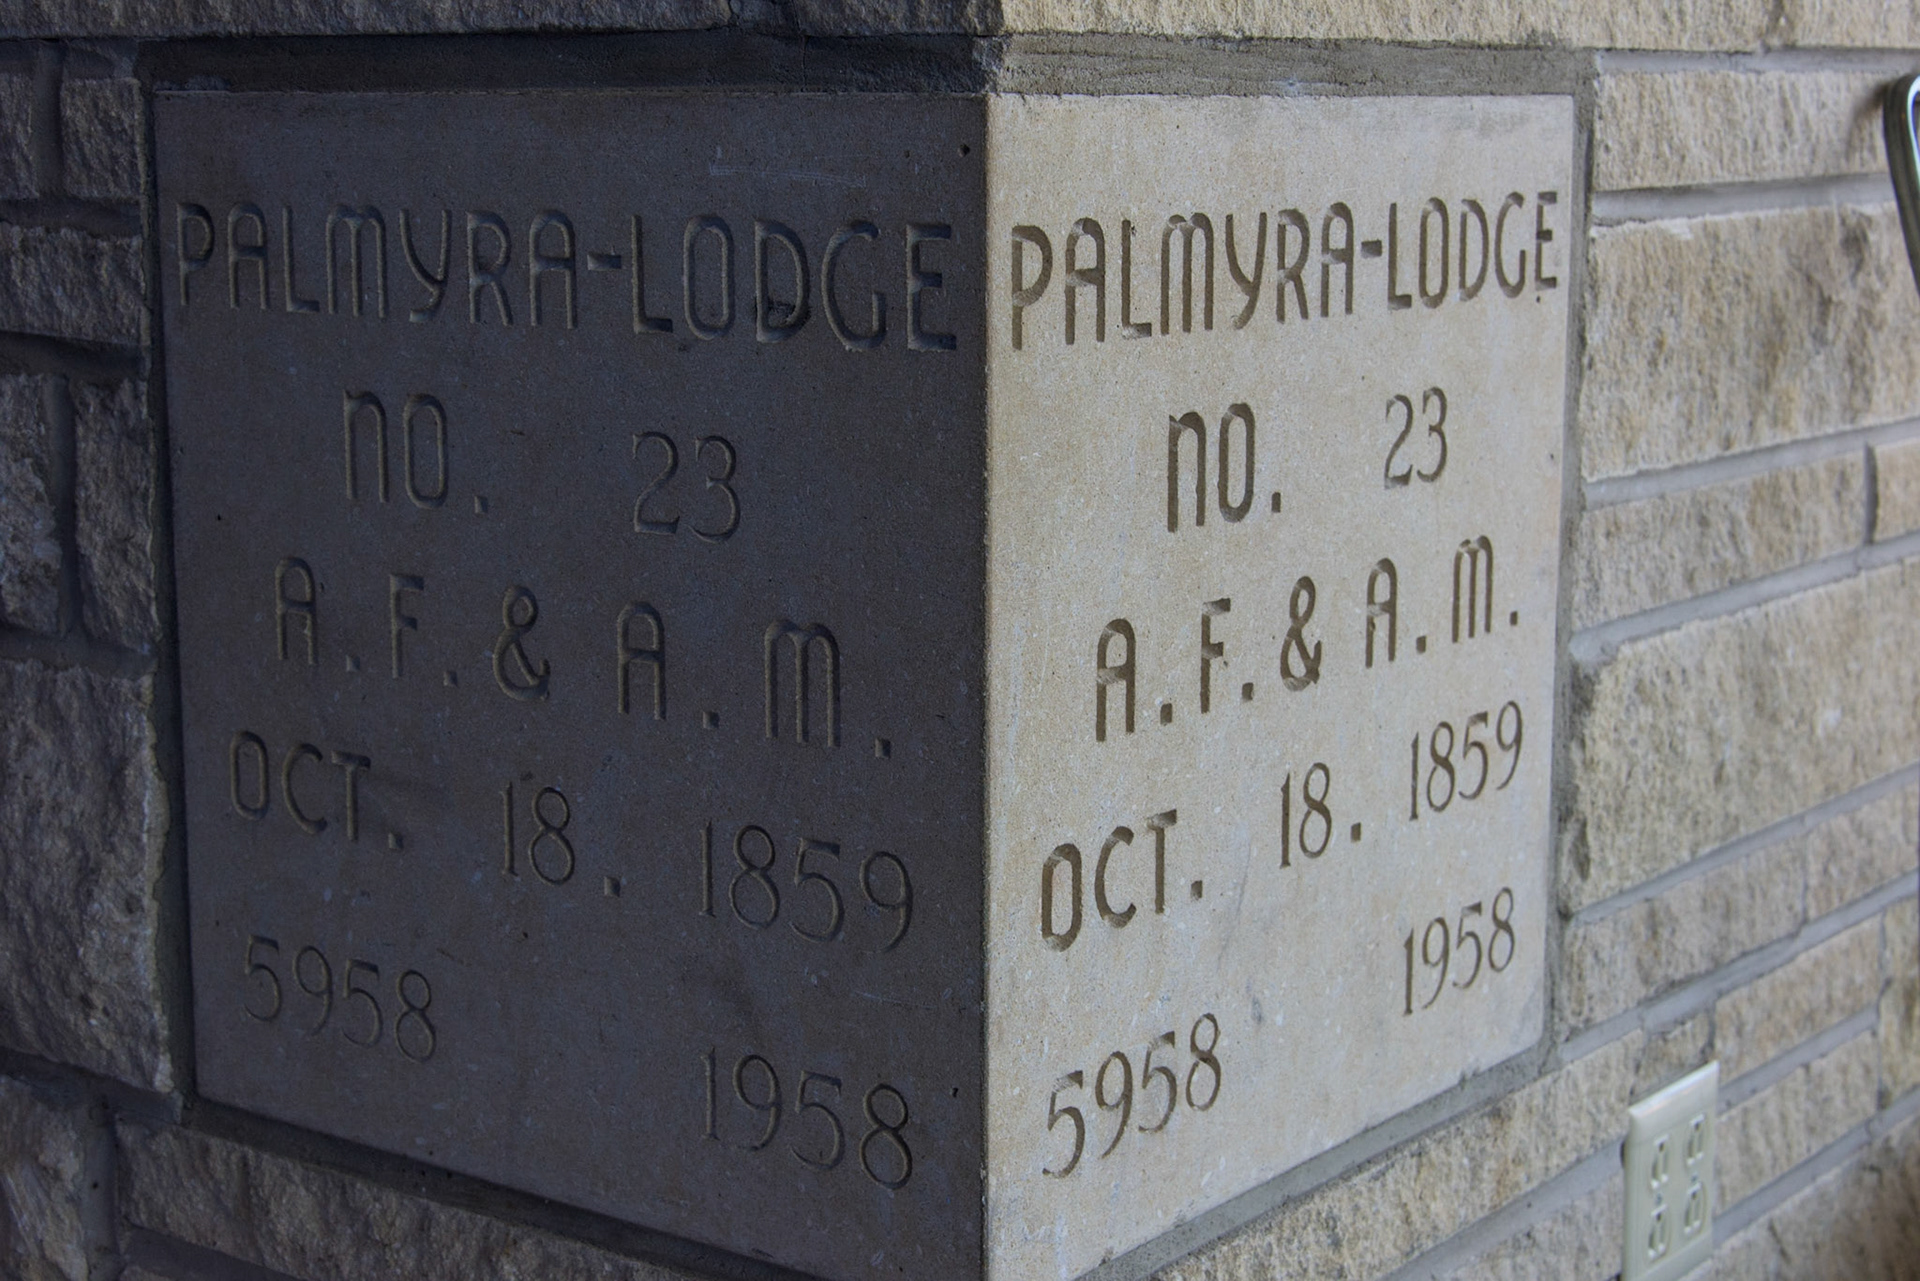 PALMYRA-LODGE
NO. 23
A. F. & A. M.
OCT. 18. 1859
5958
1958
PALMYRA-LODGE
NO. 23
A. F. & A. M.
OCT. 18. 1859
1958
5958